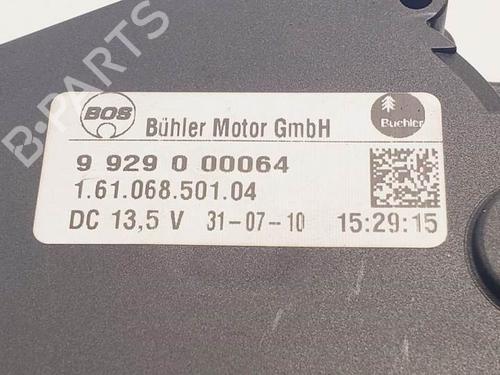 BOS Bühler Motor GmbH Buehler
9 929 0 00064
1.61.068.501.04
DC 13,5 V 31-07-10 15:29:15
B-PARTS